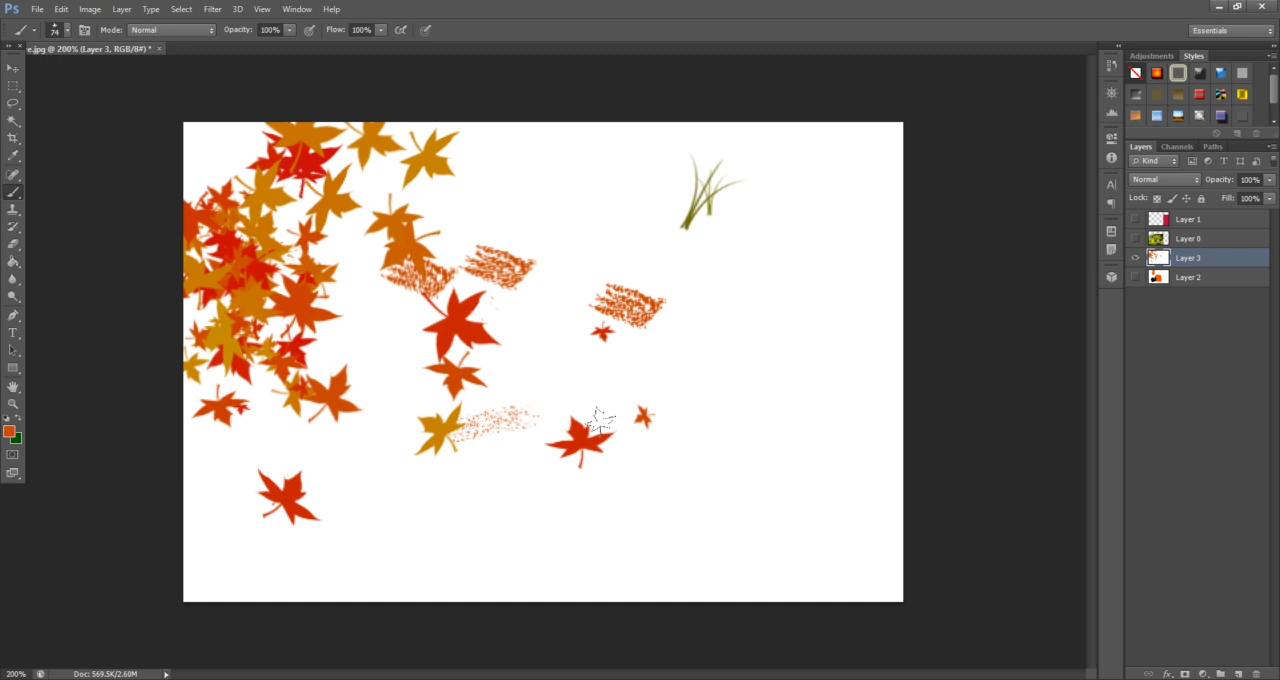 Ps File Edit Image Layer Type Select Filter 3D View Window Help
74 Mode: Normal Opacity: 100% Flow: 100% Essentials
e.jpg @ 200% (Layer 3, RGB/8#) * ×
Adjustments Styles
Layers Channels Paths
Kind
Normal Opacity: 100%
Lock: Fill: 100%
Layer 1
Layer 0
Layer 3
Layer 2
200% Doc: 569.5K/2.60M